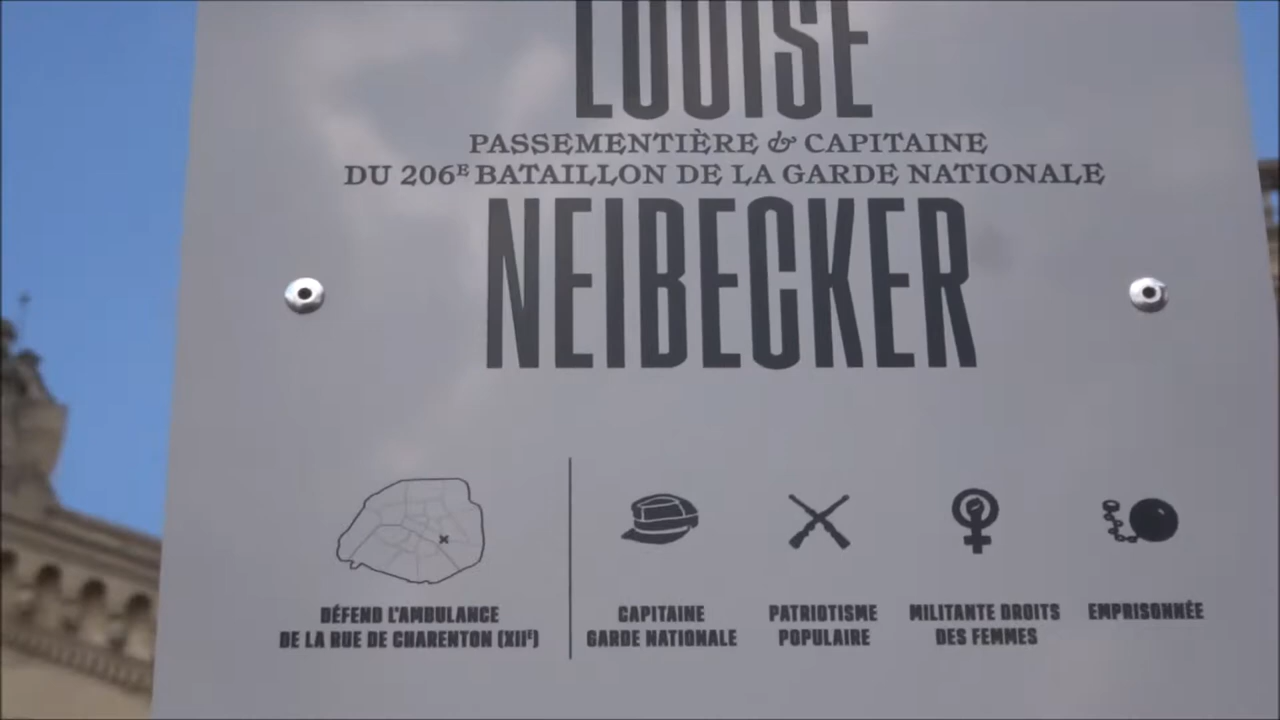 LOUISE
PASSEMENTIÈRE & CAPITAINE
DU 206E BATAILLON DE LA GARDE NATIONALE
NEIBECKER
DÉFEND L'AMBULANCE
DE LA RUE DE CHARENTON (XIIE)
CAPITAINE
GARDE NATIONALE
PATRIOTISME
POPULAIRE
MILITANTE DROITS
DES FEMMES
EMPRISONNÉE